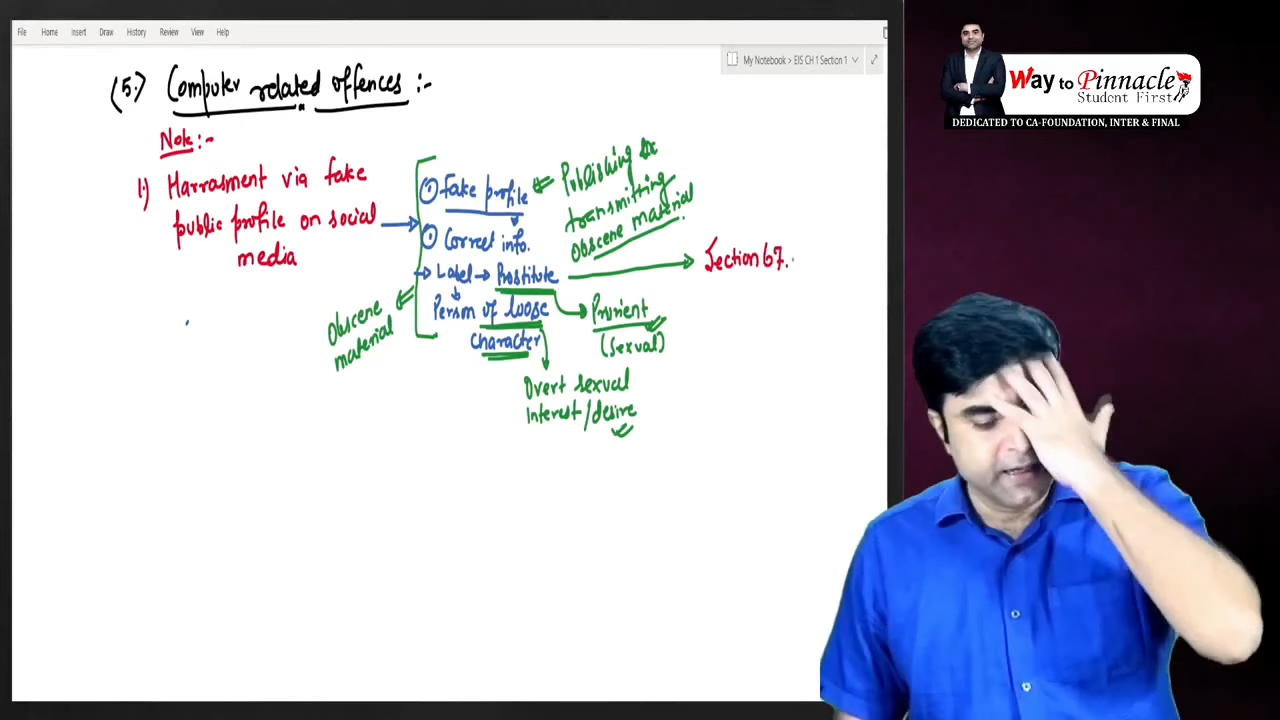 File Home Insert Draw History Review View Help
My Notebook > EIS CH 1 Section 1
Way to Pinnacle
Student First
DEDICATED TO CA-FOUNDATION, INTER & FINAL
(5.) Computer related offences :-
Note:-
1.) Harrasment via fake
public profile on social
media
Fake profile
Correct info.
Label → Prostitute
Person of loose
character
Publishing
transmitting
obscene material
Section 67.
Obscene
material
Prurient
(Sexual)
Overt sexual
Interest/desire